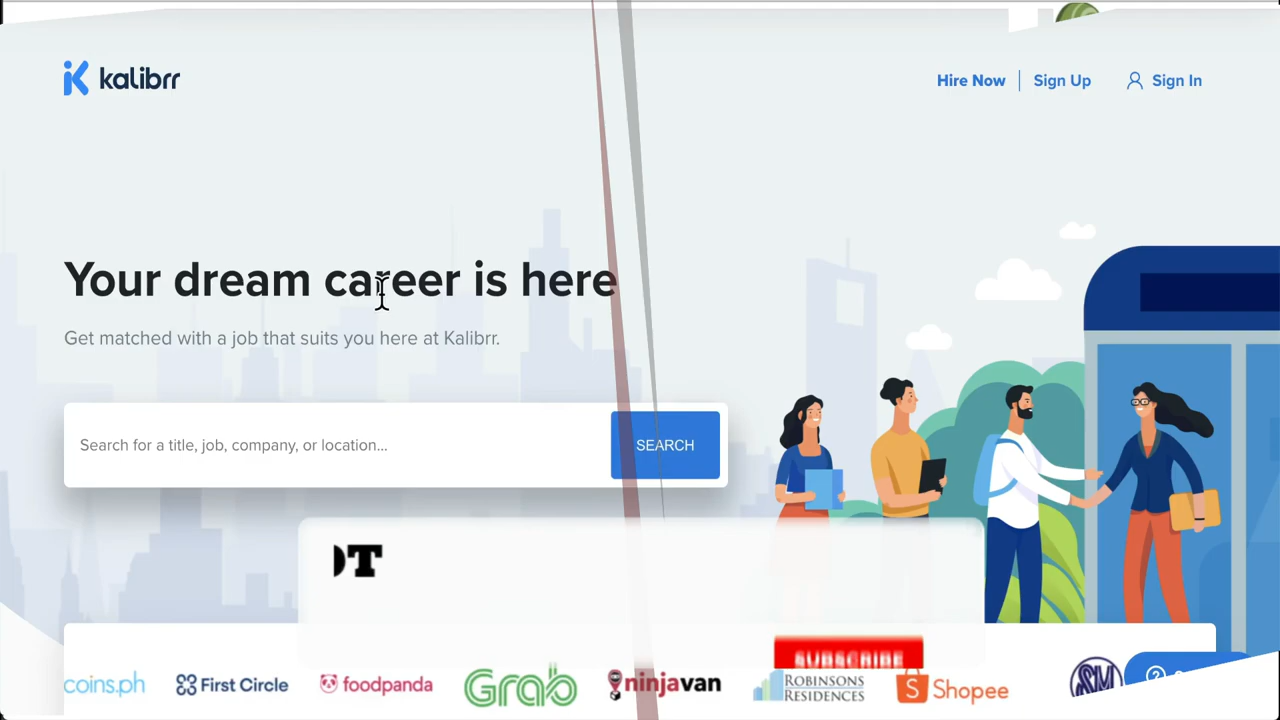 kalibrr
Hire Now
Sign Up
Sign In
Your dream career is here
Get matched with a job that suits you here at Kalibrr.
Search for a title, job, company, or location...
SEARCH
T
SUBSCRIBE
coins.ph
First Circle
foodpanda
Grab
ninjavan
ROBINSONS
RESIDENCES
Shopee
SM